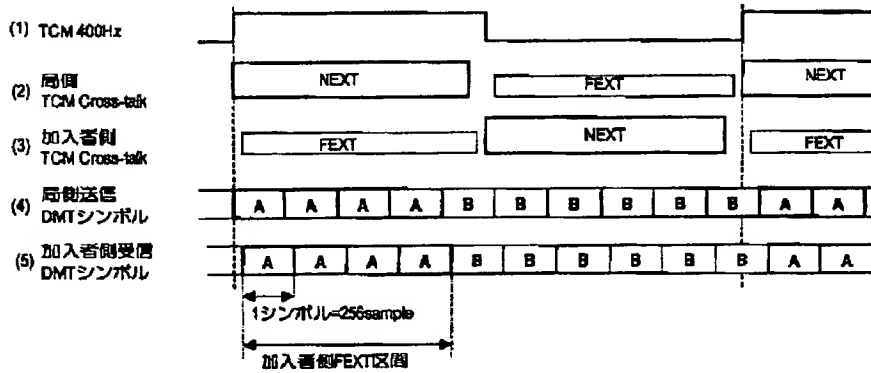 (1) TCM 400Hz
(2) 局側
TCM Cross-talk
NEXT
FEXT
NEXT
(3) 加入者側
TCM Cross-talk
FEXT
NEXT
FEXT
(4) 局側送信
DMTシンボル
A A A A B B B B B B A A
(5) 加入者側受信
DMTシンボル
A A A A B B B B B B A A
1シンボル=256sample
加入者側FEXT区間